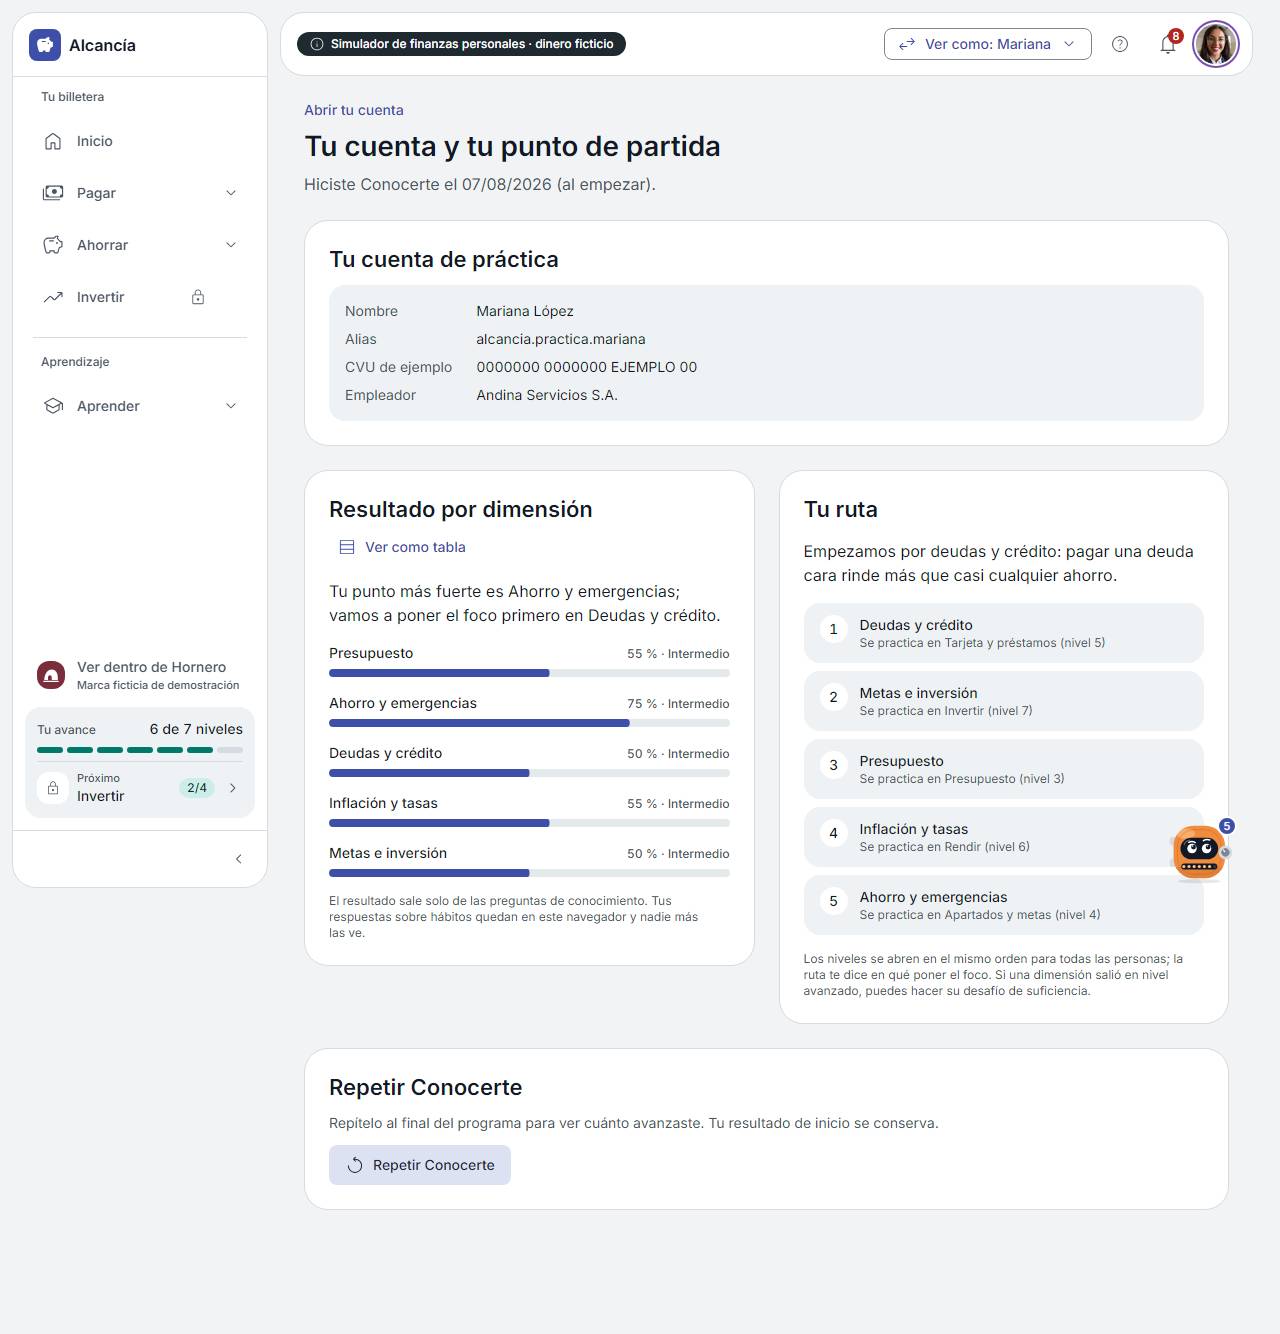 Alcancía
Tu billetera
Inicio
Pagar
Ahorrar
Invertir
Aprendizaje
Aprender
Ver dentro de Hornero
Marca ficticia de demostración
Tu avance
6 de 7 niveles
Próximo
Invertir
2/4
Simulador de finanzas personales · dinero ficticio
Ver como: Mariana
8
Abrir tu cuenta
Tu cuenta y tu punto de partida
Hiciste Conocerte el 07/08/2026 (al empezar).
Tu cuenta de práctica
Nombre Mariana López
Alias alcancia.practica.mariana
CVU de ejemplo 0000000 0000000 EJEMPLO 00
Empleador Andina Servicios S.A.
Resultado por dimensión
Ver como tabla
Tu punto más fuerte es Ahorro y emergencias;
vamos a poner el foco primero en Deudas y crédito.
Presupuesto 55 % · Intermedio
Ahorro y emergencias 75 % · Intermedio
Deudas y crédito 50 % · Intermedio
Inflación y tasas 55 % · Intermedio
Metas e inversión 50 % · Intermedio
El resultado sale solo de las preguntas de conocimiento. Tus
respuestas sobre hábitos quedan en este navegador y nadie más
las ve.
Tu ruta
Empezamos por deudas y crédito: pagar una deuda
cara rinde más que casi cualquier ahorro.
1 Deudas y crédito
Se practica en Tarjeta y préstamos (nivel 5)
2 Metas e inversión
Se practica en Invertir (nivel 7)
3 Presupuesto
Se practica en Presupuesto (nivel 3)
4 Inflación y tasas
Se practica en Rendir (nivel 6)
5
5 Ahorro y emergencias
Se practica en Apartados y metas (nivel 4)
Los niveles se abren en el mismo orden para todas las personas; la
ruta te dice en qué poner el foco. Si una dimensión salió en nivel
avanzado, puedes hacer su desafío de suficiencia.
Repetir Conocerte
Repítelo al final del programa para ver cuánto avanzaste. Tu resultado de inicio se conserva.
Repetir Conocerte